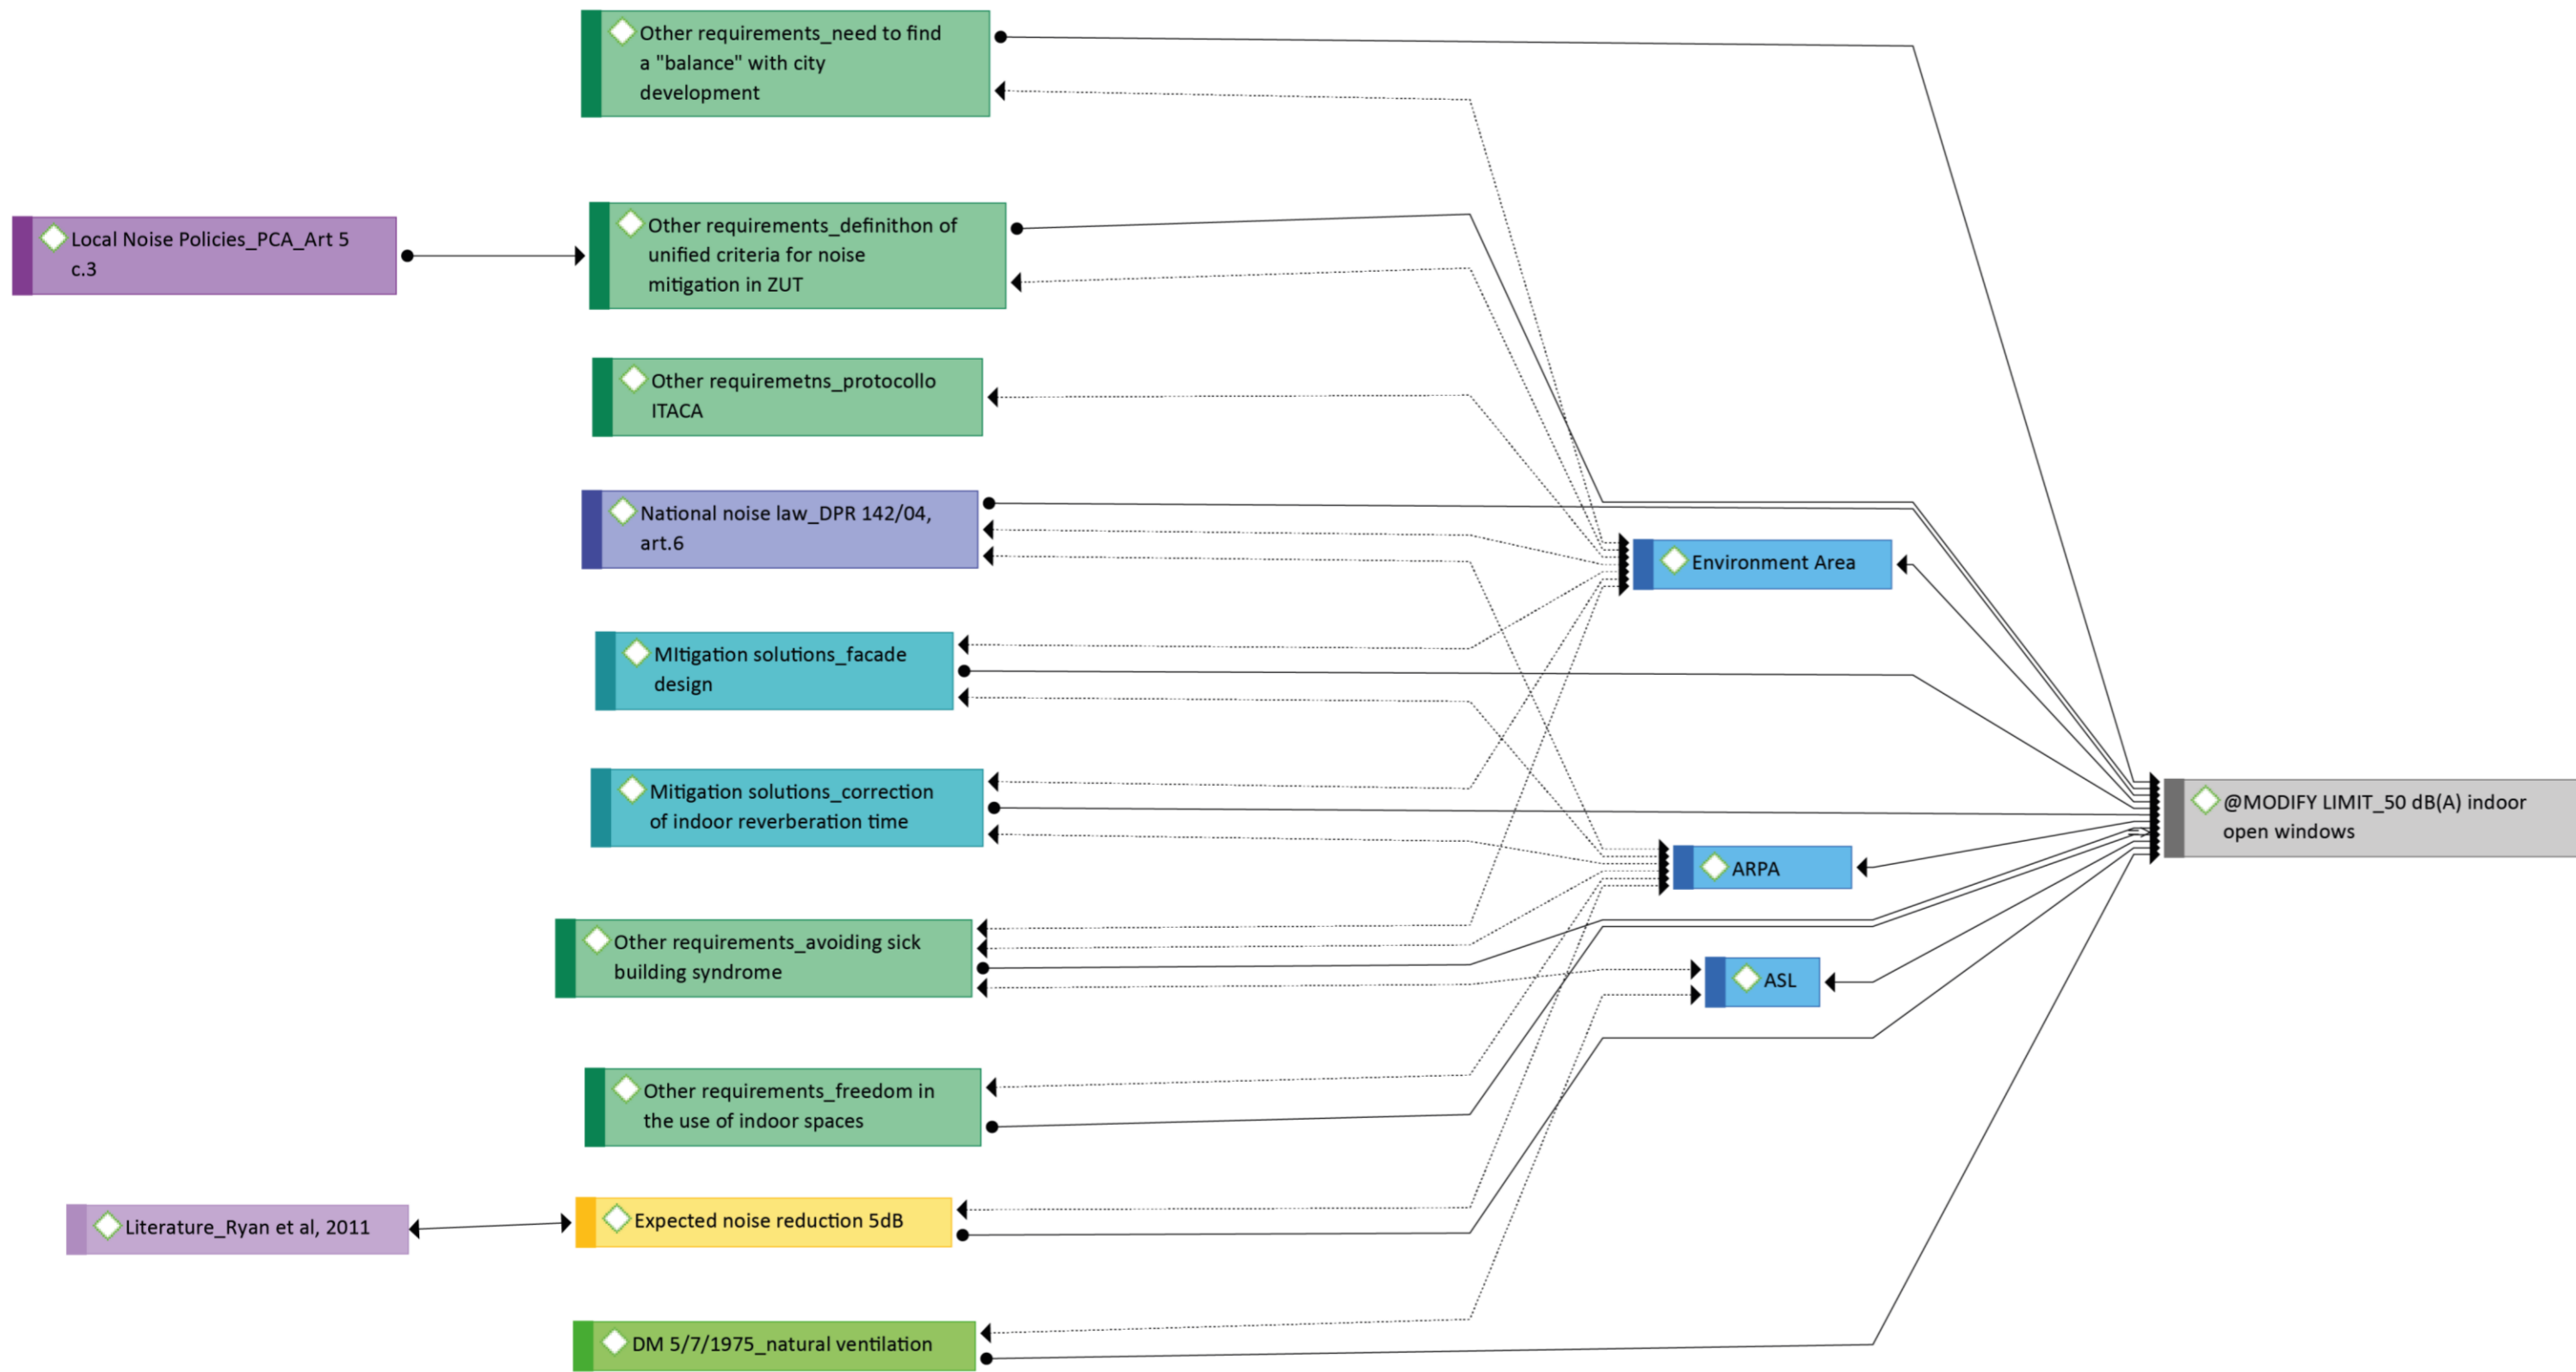 Other requirements_need to find
a "balance" with city
development
Local Noise Policies_PCA_Art 5
c.3
Other requirements_definithon of
unified criteria for noise
mitigation in ZUT
Other requiremetns_protocollo
ITACA
National noise law_DPR 142/04,
art.6
Environment Area
MItigation solutions_facade
design
Mitigation solutions_correction
of indoor reverberation time
@MODIFY LIMIT_50 dB(A) indoor
open windows
ARPA
Other requirements_avoiding sick
building syndrome
ASL
Other requirements_freedom in
the use of indoor spaces
Literature_Ryan et al, 2011
Expected noise reduction 5dB
DM 5/7/1975_natural ventilation